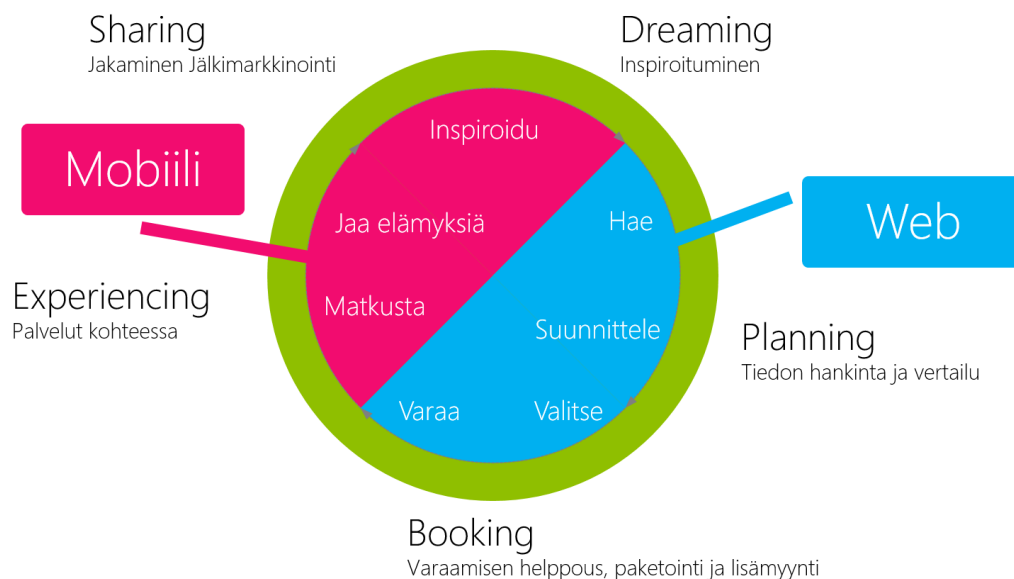 Sharing
Jakaminen Jälkimarkkinointi
Dreaming
Inspiroituminen
Mobiili
Inspiroidu
Web
Jaa elämyksiä
Hae
Experiencing
Palvelut kohteessa
Matkusta
Suunnittele
Planning
Tiedon hankinta ja vertailu
Varaa
Valitse
Booking
Varaamisen helppous, paketointi ja lisämyynti